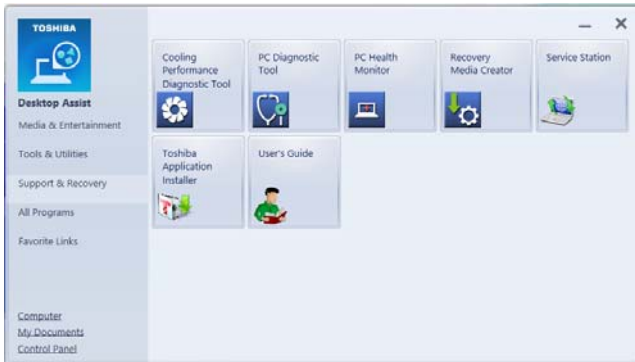 TOSHIBA
Desktop Assist
Media & Entertainment
Tools & Utilities
Support & Recovery
All Programs
Favorite Links
Computer
My Documents
Control Panel
Cooling
Performance
Diagnostic Tool
PC Diagnostic
Tool
PC Health
Monitor
Recovery
Media Creator
Service Station
Toshiba
Application
Installer
User's Guide